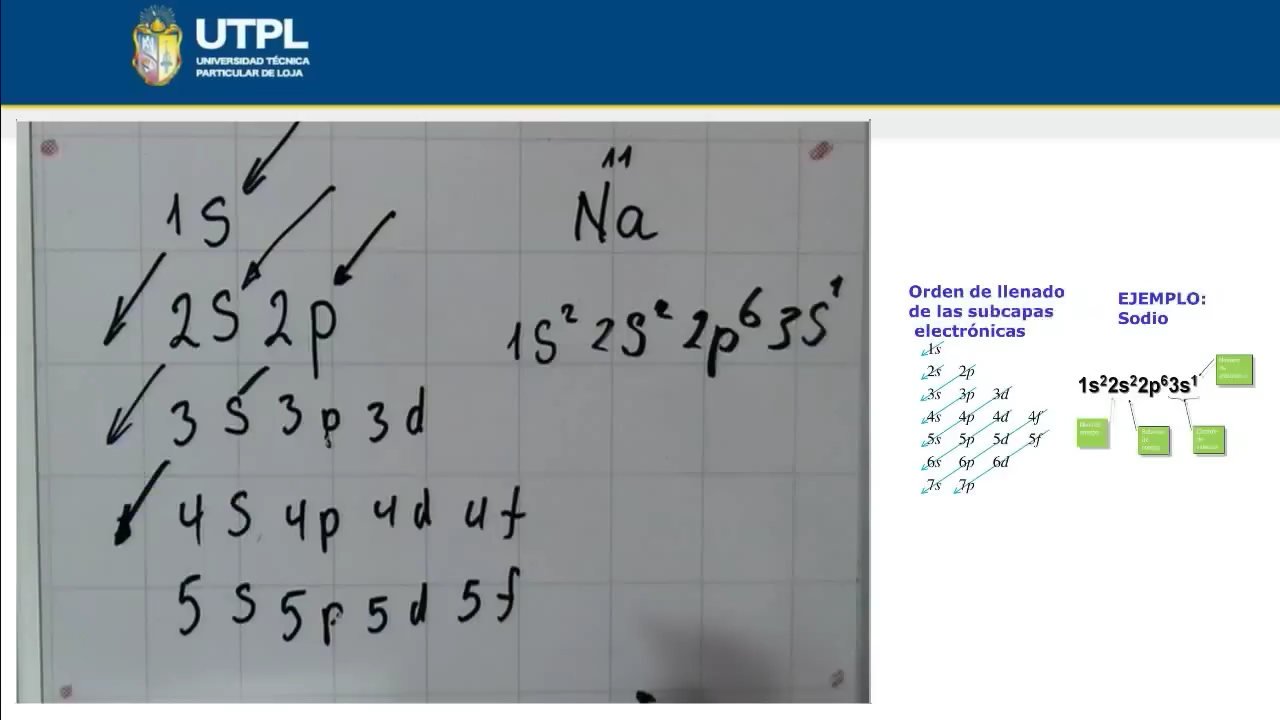 UTPL
UNIVERSIDAD TÉCNICA
PARTICULAR DE LOJA
1S
2S 2p
3S 3p 3d
4S 4p 4d 4f
5S 5p 5d 5f
11
Na
1S² 2S² 2p⁶ 3S¹
Orden de llenado
de las subcapas
electrónicas
1s
2s 2p
3s 3p 3d
4s 4p 4d 4f
5s 5p 5d 5f
6s 6p 6d
7s 7p
EJEMPLO:
Sodio
1s²2s²2p⁶3s¹